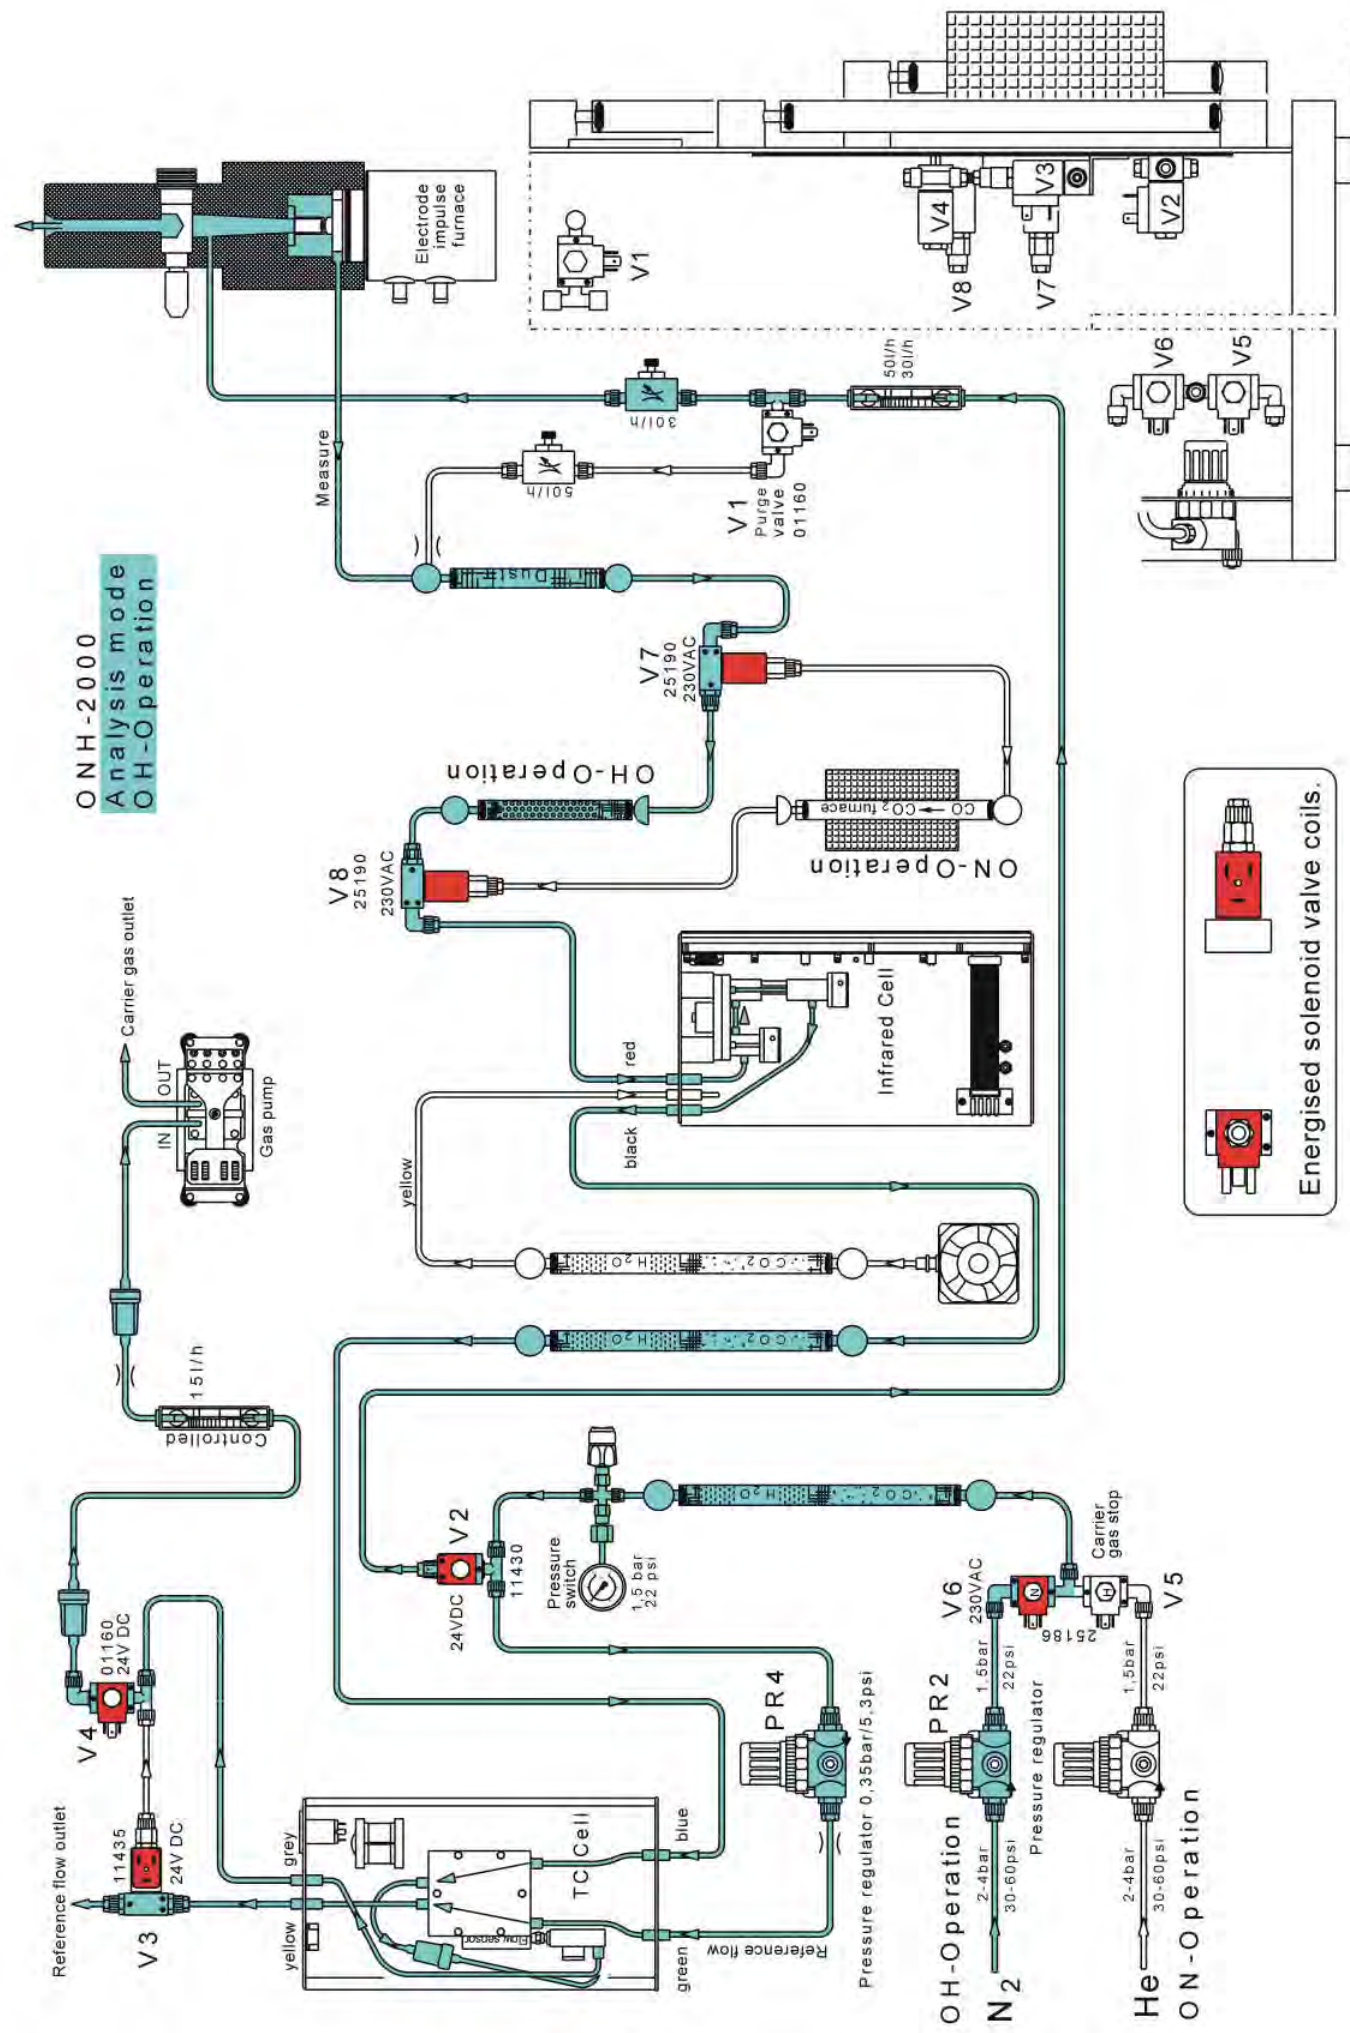 ONH-2000
Analysis mode
OH-Operation
Electrode
impulse
furnace
Measure
30l/h
50l/h
50l/h
30l/h
V1
Purge
valve
01160
V1
V4
V8
V3
V7
V2
V6
V5
Dust
V7
25190
230VAC
OH-Operation
V8
25190
230VAC
CO → CO2 furnace
ON-Operation
Carrier gas outlet
OUT
IN
Gas pump
red
black
yellow
Infrared Cell
Energised solenoid valve coils.
H2O
CO2
H2O
CO2
15l/h
Controlled
V2
24VDC
11430
Pressure
switch
1,5 bar
22 psi
H2O
CO2
Carrier
gas stop
V6
230VAC
N
H
25186
V5
V4
01160
24V DC
Reference flow outlet
11435
24V DC
V3
grey
yellow
TC Cell
Flow sensor
blue
green
Reference flow
PR4
Pressure regulator 0,35bar/5,3psi
OH-Operation
N2
2-4bar
30-60psi
PR2
1,5bar
22psi
Pressure regulator
He
ON-Operation
2-4bar
30-60psi
1,5bar
22psi